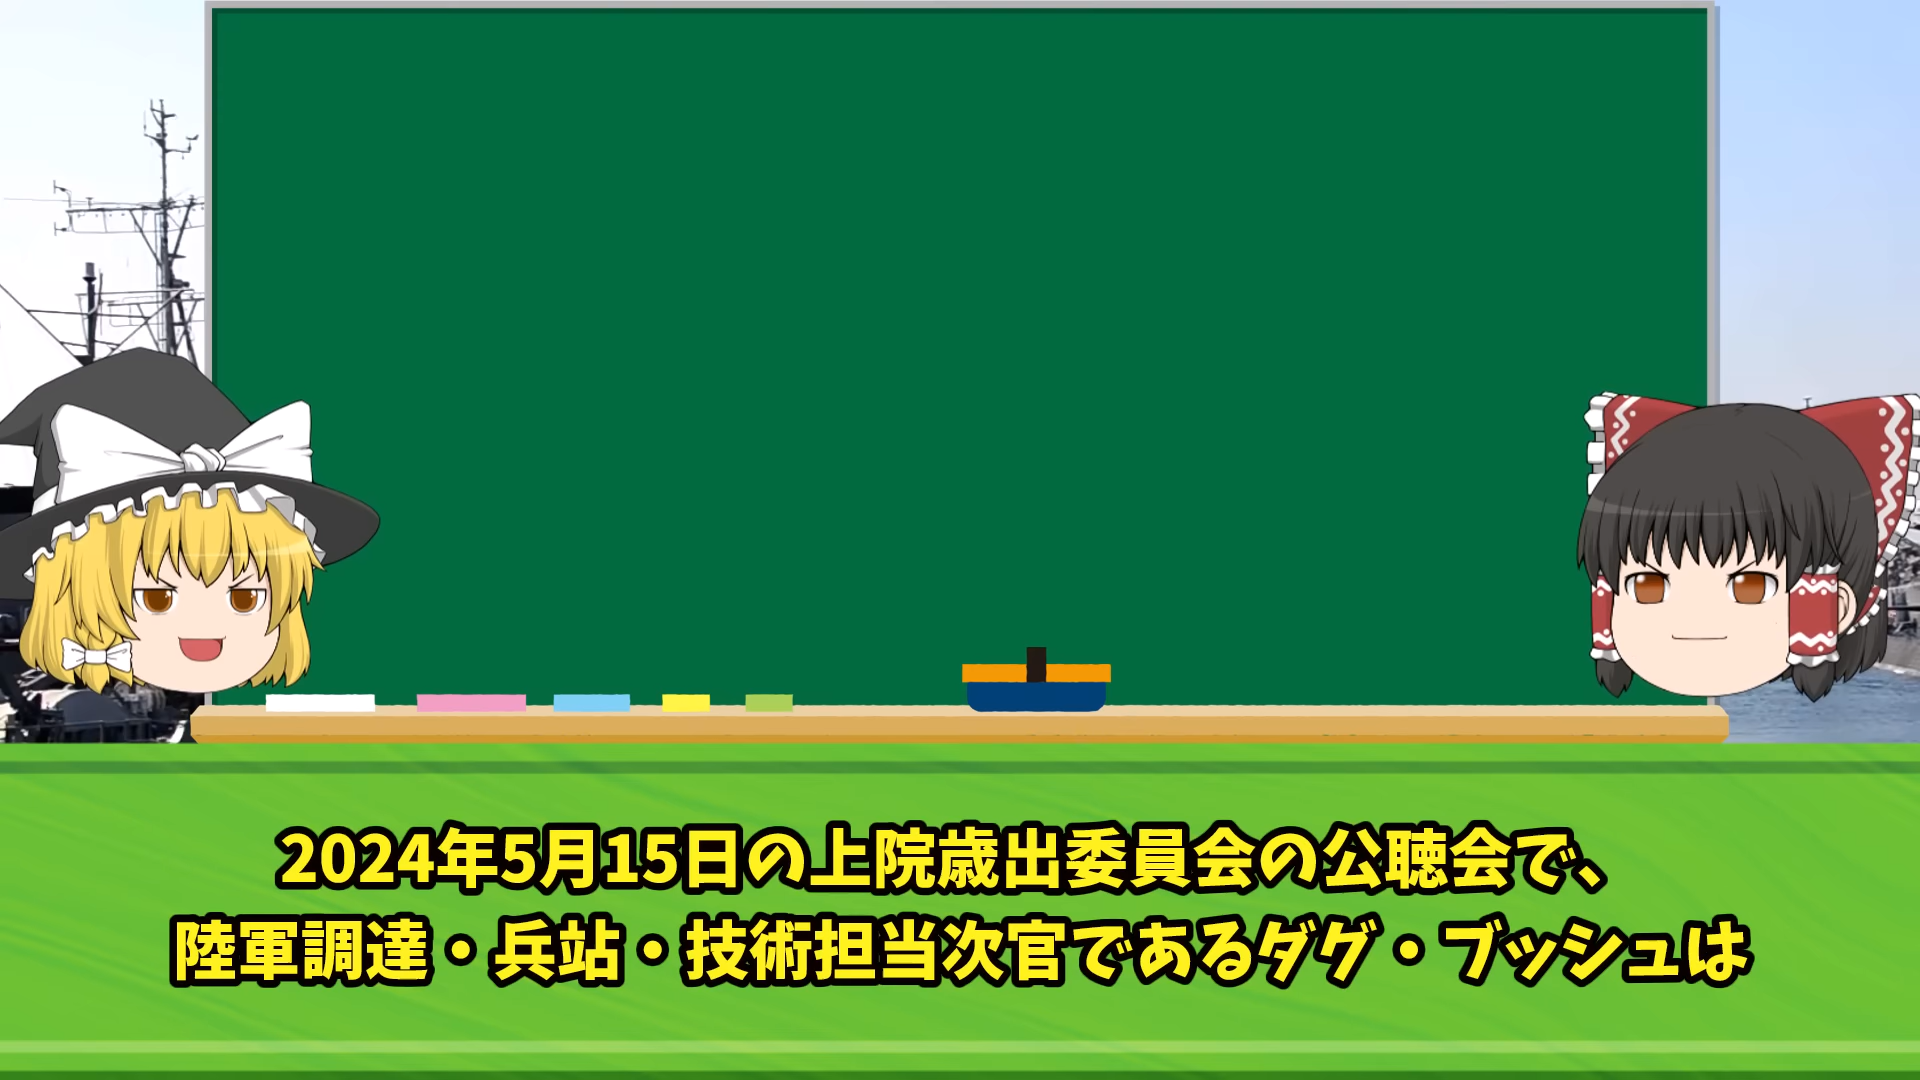 2024年5月15日の上院歳出委員会の公聴会で、
陸軍調達・兵站・技術担当次官であるダグ・ブッシュは